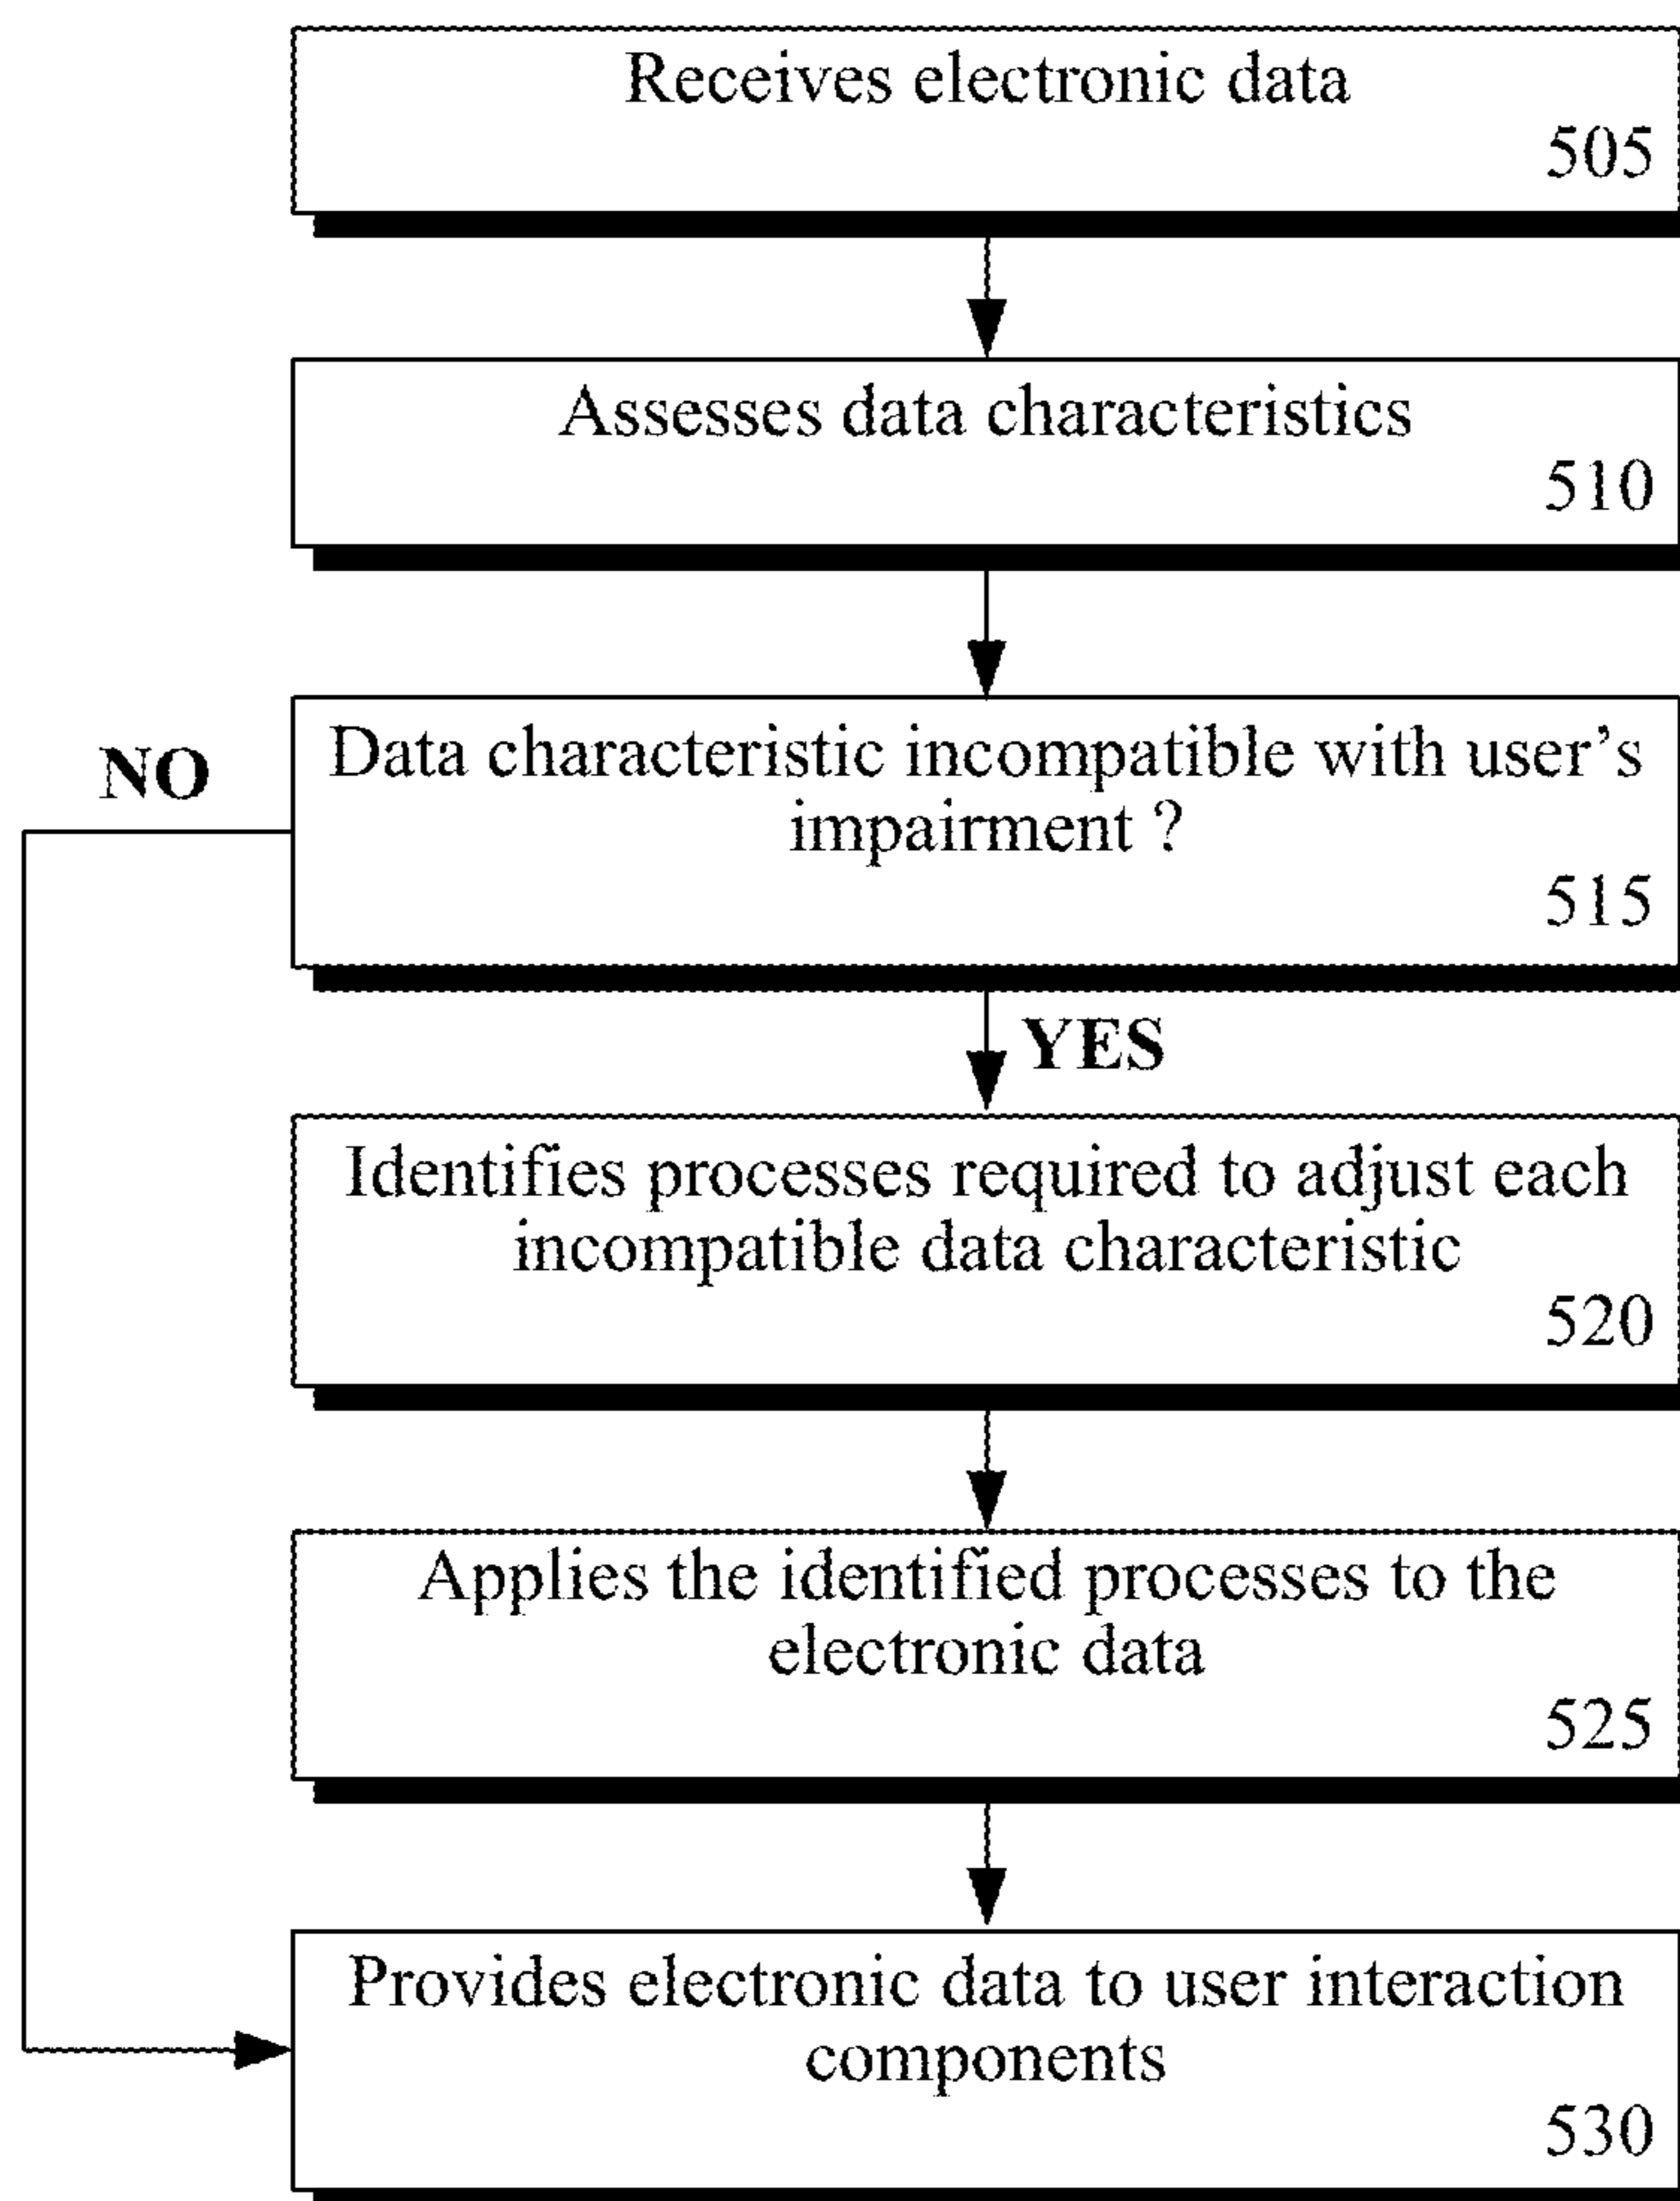 Receives electronic data
505
Assesses data characteristics
510
NO
Data characteristic incompatible with user’s
impairment ?
515
YES
Identifies processes required to adjust each
incompatible data characteristic
520
Applies the identified processes to the
electronic data
525
Provides electronic data to user interaction
components
530